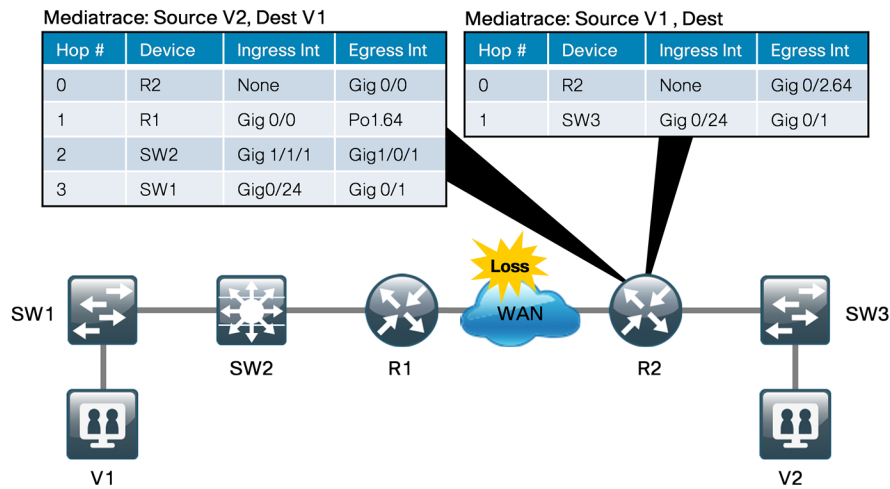 Mediatrace: Source V2, Dest V1
Hop # Device Ingress Int Egress Int
0 R2 None Gig 0/0
1 R1 Gig 0/0 Po1.64
2 SW2 Gig 1/1/1 Gig1/0/1
3 SW1 Gig0/24 Gig 0/1
Mediatrace: Source V1 , Dest
Hop # Device Ingress Int Egress Int
0 R2 None Gig 0/2.64
1 SW3 Gig 0/24 Gig 0/1
Loss
WAN
SW1
SW3
SW2
R1
R2
V1
V2